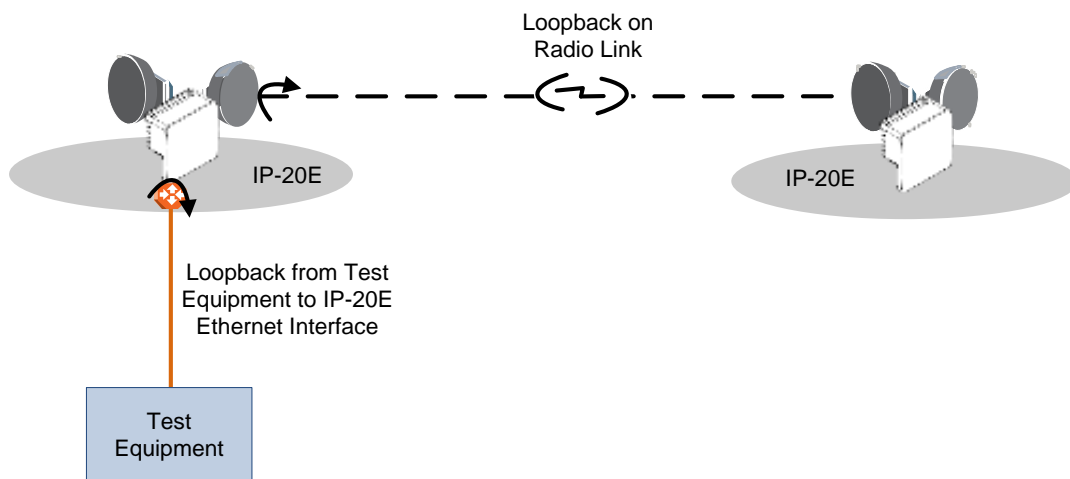 Loopback on
Radio Link
IP-20E
IP-20E
Loopback from Test
Equipment to IP-20E
Ethernet Interface
Test
Equipment